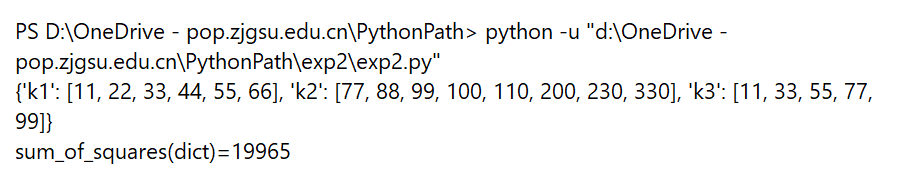 PS D:\OneDrive - pop.zjgsu.edu.cn\PythonPath> python -u "d:\OneDrive -
pop.zjgsu.edu.cn\PythonPath\exp2\exp2.py"
{'k1': [11, 22, 33, 44, 55, 66], 'k2': [77, 88, 99, 100, 110, 200, 230, 330], 'k3': [11, 33, 55, 77,
99]}
sum_of_squares(dict)=19965